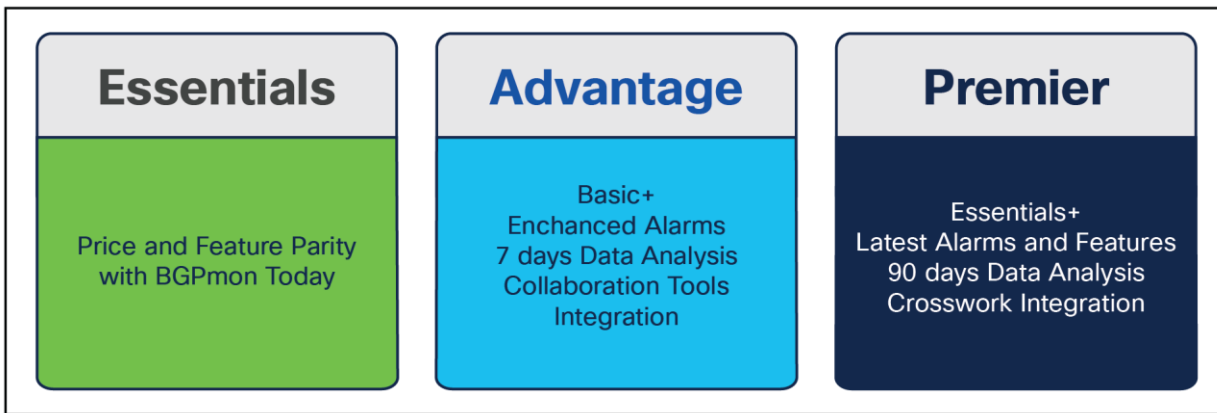 Essentials
Price and Feature Parity
with BGPmon Today
Advantage
Basic+
Enchanced Alarms
7 days Data Analysis
Collaboration Tools
Integration
Premier
Essentials+
Latest Alarms and Features
90 days Data Analysis
Crosswork Integration